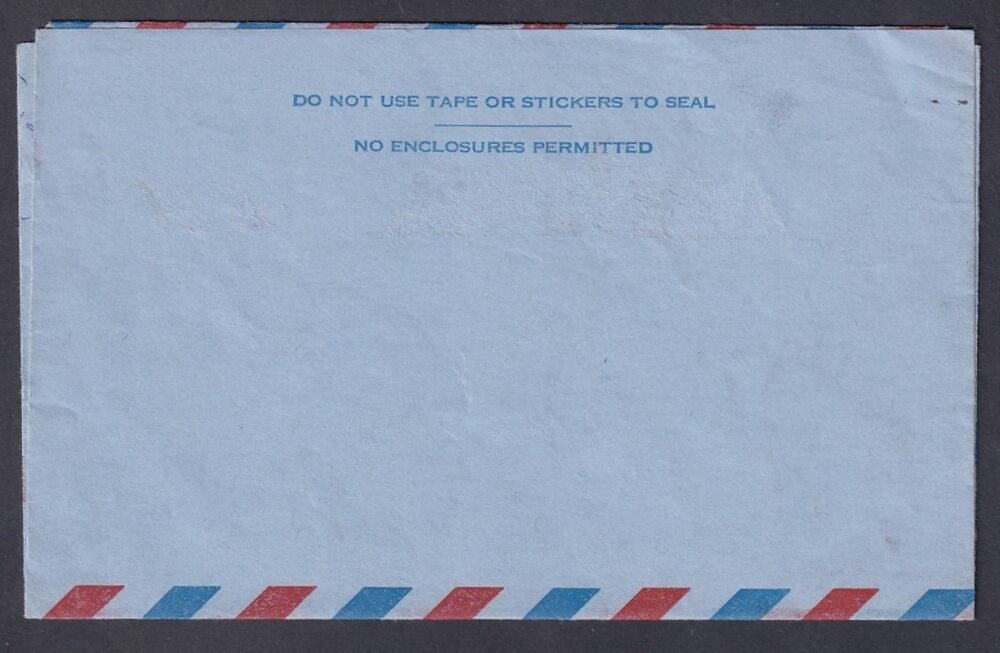 DO NOT USE TAPE OR STICKERS TO SEAL
NO ENCLOSURES PERMITTED